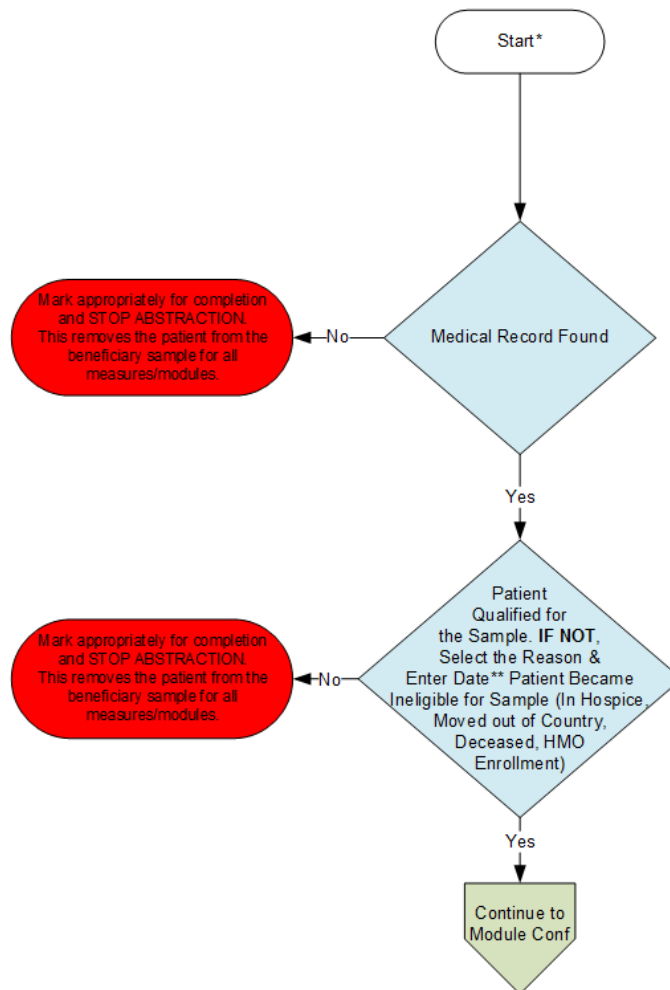 Start*
Medical Record Found
No
Mark appropriately for completion
and STOP ABSTRACTION.
This removes the patient from the
beneficiary sample for all
measures/modules.
Yes
Patient
Qualified for
the Sample. IF NOT,
Select the Reason &
Enter Date** Patient Became
Ineligible for Sample (In Hospice,
Moved out of Country,
Deceased, HMO
Enrollment)
No
Mark appropriately for completion
and STOP ABSTRACTION.
This removes the patient from the
beneficiary sample for all
measures/modules.
Yes
Continue to
Module Conf